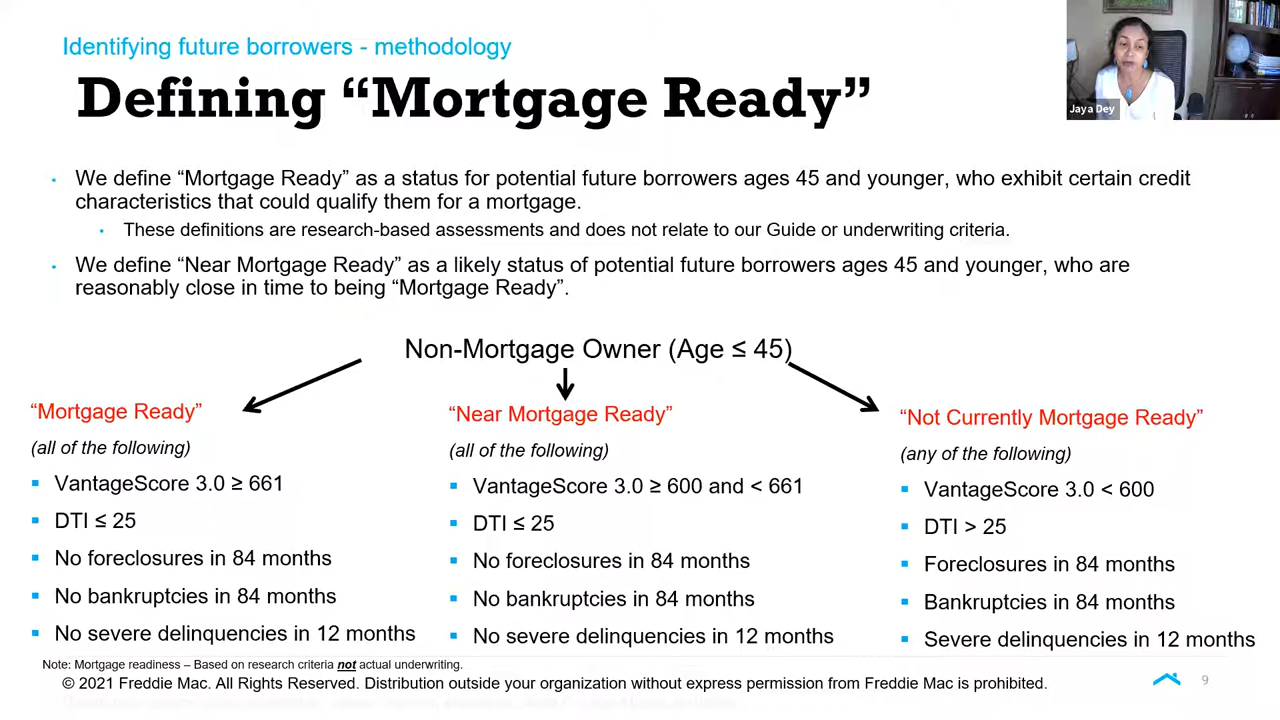 Identifying future borrowers - methodology
Defining “Mortgage Ready”
Jaya Dey
• We define “Mortgage Ready” as a status for potential future borrowers ages 45 and younger, who exhibit certain credit
characteristics that could qualify them for a mortgage.
• These definitions are research-based assessments and does not relate to our Guide or underwriting criteria.
• We define “Near Mortgage Ready” as a likely status of potential future borrowers ages 45 and younger, who are
reasonably close in time to being “Mortgage Ready”.
Non-Mortgage Owner (Age ≤ 45)
“Mortgage Ready”
(all of the following)
▪ VantageScore 3.0 ≥ 661
▪ DTI ≤ 25
▪ No foreclosures in 84 months
▪ No bankruptcies in 84 months
▪ No severe delinquencies in 12 months
“Near Mortgage Ready”
(all of the following)
▪ VantageScore 3.0 ≥ 600 and < 661
▪ DTI ≤ 25
▪ No foreclosures in 84 months
▪ No bankruptcies in 84 months
▪ No severe delinquencies in 12 months
“Not Currently Mortgage Ready”
(any of the following)
▪ VantageScore 3.0 < 600
▪ DTI > 25
▪ Foreclosures in 84 months
▪ Bankruptcies in 84 months
▪ Severe delinquencies in 12 months
Note: Mortgage readiness – Based on research criteria not actual underwriting.
© 2021 Freddie Mac. All Rights Reserved. Distribution outside your organization without express permission from Freddie Mac is prohibited.
9